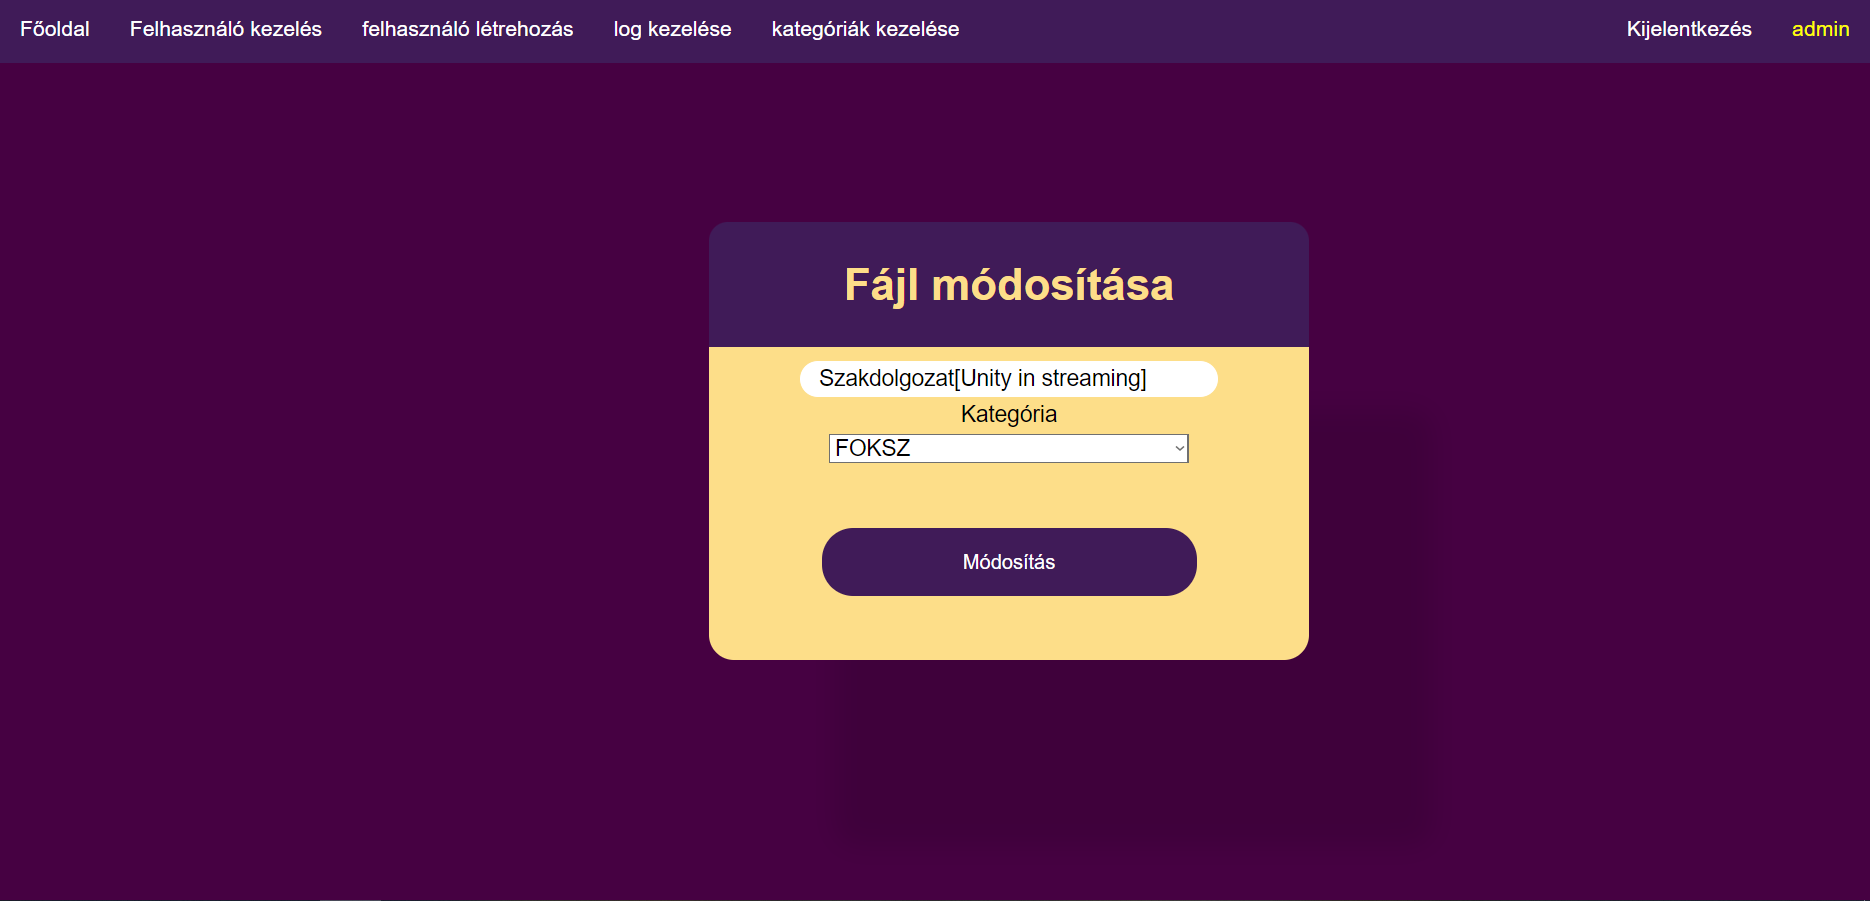 Főoldal Felhasználó kezelés felhasználó létrehozás log kezelése kategóriák kezelése Kijelentkezés admin
Fájl módosítása
Szakdolgozat[Unity in streaming]
Kategória
FOKSZ
Módosítás